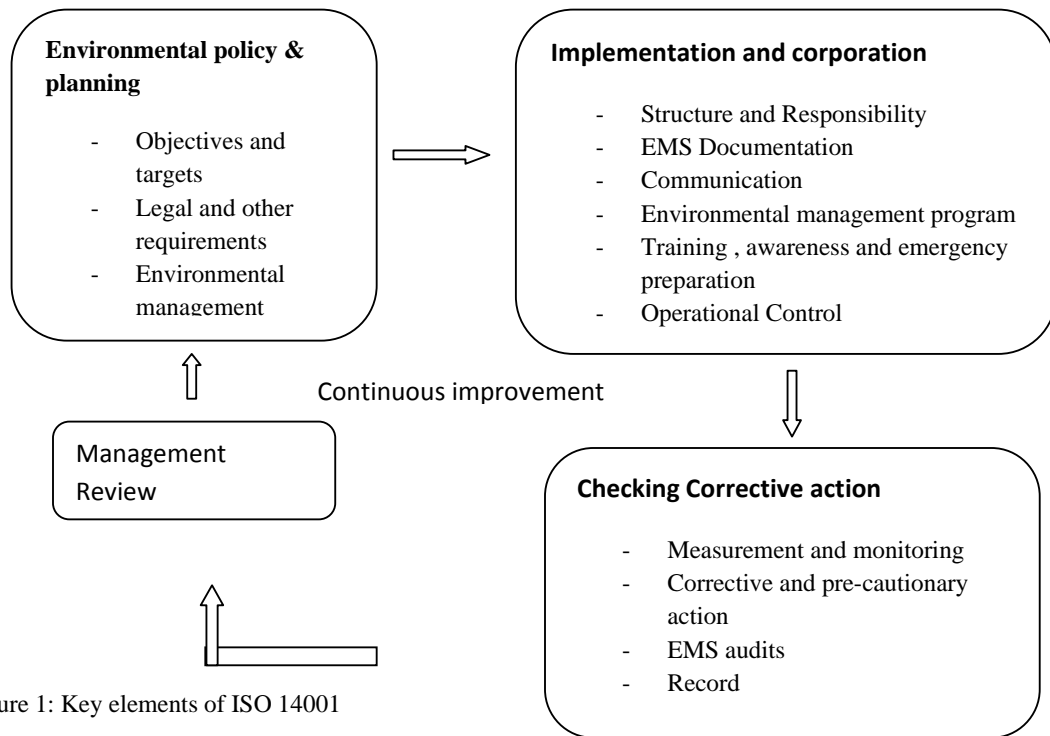 Environmental policy &
planning
- Objectives and
targets
- Legal and other
requirements
- Environmental
management
Implementation and corporation
- Structure and Responsibility
- EMS Documentation
- Communication
- Environmental management program
- Training , awareness and emergency
preparation
- Operational Control
Continuous improvement
Management
Review
Checking Corrective action
- Measurement and monitoring
- Corrective and pre-cautionary
action
- EMS audits
- Record
ure 1: Key elements of ISO 14001